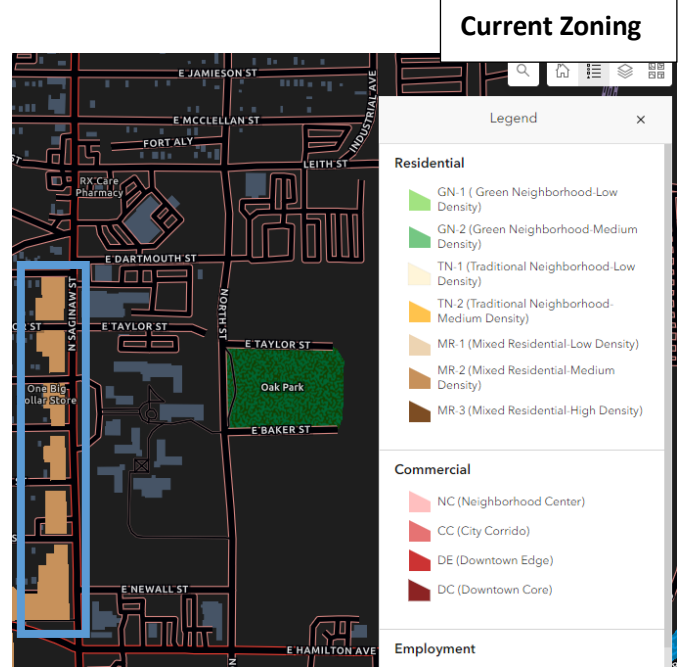 Current Zoning
E JAMIESON ST
INDUSTRIAL AVE
E MCCLELLAN ST
FORT ALY
LEITH ST
ST
RX Care
Pharmacy
E DARTMOUTH ST
N SAGINAW ST
NORTH ST
ST
E TAYLOR ST
E TAYLOR ST
One Big
ollar Store
Oak Park
E BAKER ST
ST
S
E NEWALL ST
E HAMILTON AVE
N
Legend
×
Residential
GN-1 ( Green Neighborhood-Low
Density)
GN-2 (Green Neighborhood-Medium
Density)
TN-1 (Traditional Neighborhood-Low
Density)
TN-2 (Traditional Neighborhood-
Medium Density)
MR-1 (Mixed Residential-Low Density)
MR-2 (Mixed Residential-Medium
Density)
MR-3 (Mixed Residential-High Density)
Commercial
NC (Neighborhood Center)
CC (City Corrido)
DE (Downtown Edge)
DC (Downtown Core)
Employment